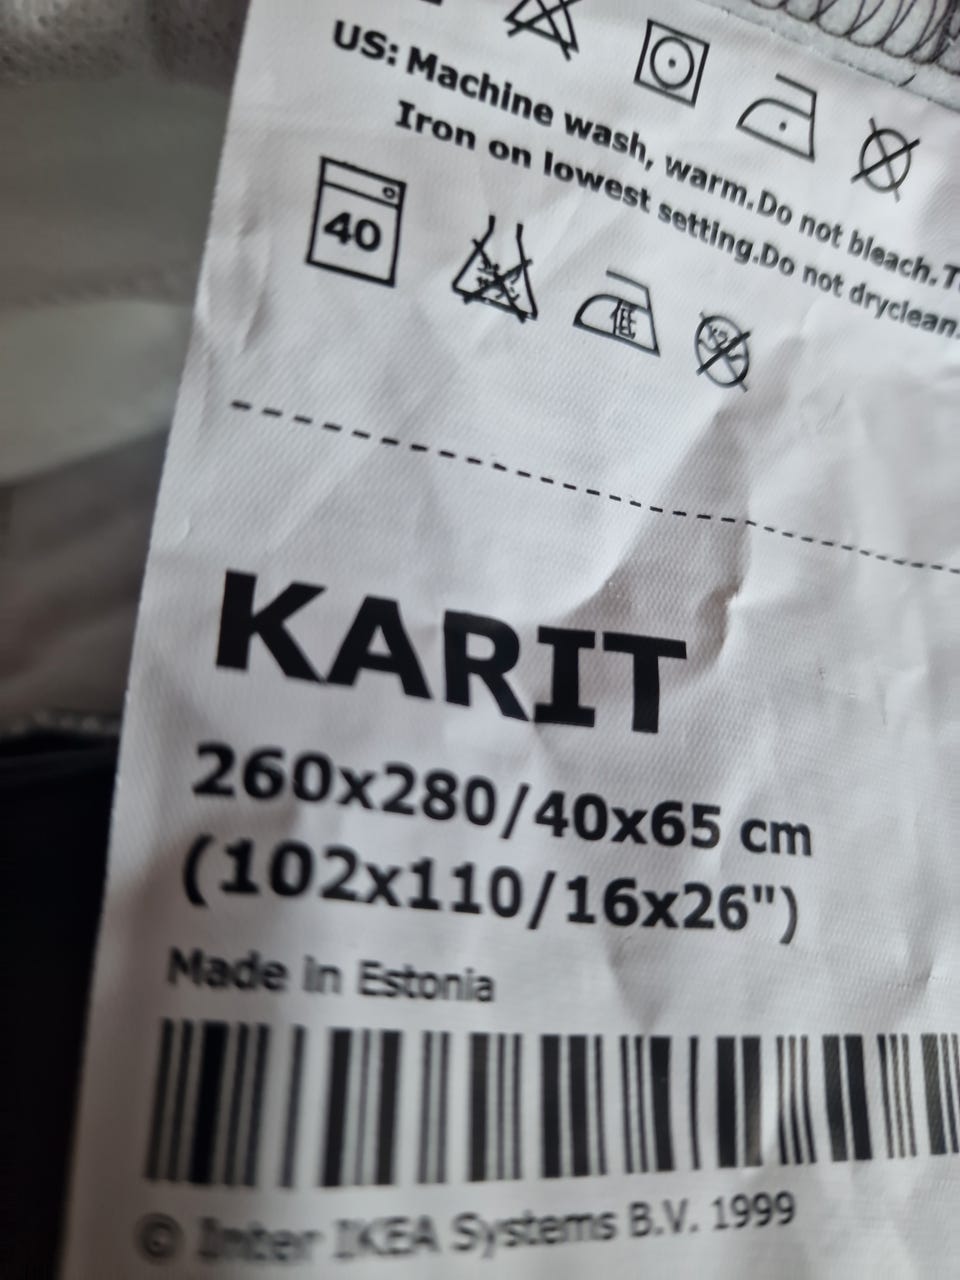 US: Machine wash, warm.Do not bleach.
Iron on lowest setting.Do not dryclean.
40
KARIT
260x280/40x65 cm
(102x110/16x26")
Made in Estonia
© Inter IKEA Systems B.V. 1999